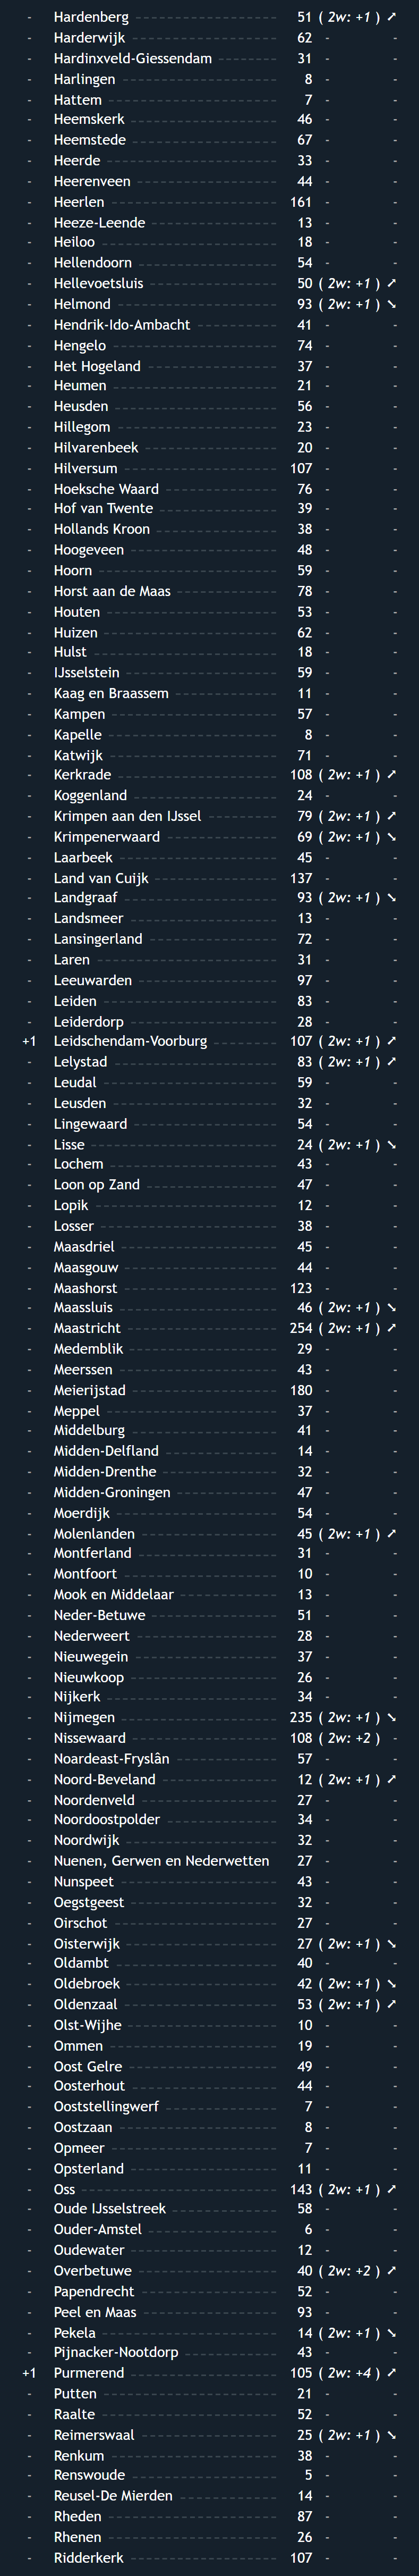 - Hardenberg 51 ( 2w: +1 ) ➚
- Harderwijk 62 - -
- Hardinxveld-Giessendam 31 - -
- Harlingen 8 - -
- Hattem 7 - -
- Heemskerk 46 - -
- Heemstede 67 - -
- Heerde 33 - -
- Heerenveen 44 - -
- Heerlen 161 - -
- Heeze-Leende 13 - -
- Heiloo 18 - -
- Hellendoorn 54 - -
- Hellevoetsluis 50 ( 2w: +1 ) ➚
- Helmond 93 ( 2w: +1 ) ➘
- Hendrik-Ido-Ambacht 41 - -
- Hengelo 74 - -
- Het Hogeland 37 - -
- Heumen 21 - -
- Heusden 56 - -
- Hillegom 23 - -
- Hilvarenbeek 20 - -
- Hilversum 107 - -
- Hoeksche Waard 76 - -
- Hof van Twente 39 - -
- Hollands Kroon 38 - -
- Hoogeveen 48 - -
- Hoorn 59 - -
- Horst aan de Maas 78 - -
- Houten 53 - -
- Huizen 62 - -
- Hulst 18 - -
- IJsselstein 59 - -
- Kaag en Braassem 11 - -
- Kampen 57 - -
- Kapelle 8 - -
- Katwijk 71 - -
- Kerkrade 108 ( 2w: +1 ) ➚
- Koggenland 24 - -
- Krimpen aan den IJssel 79 ( 2w: +1 ) ➚
- Krimpenerwaard 69 ( 2w: +1 ) ➘
- Laarbeek 45 - -
- Land van Cuijk 137 - -
- Landgraaf 93 ( 2w: +1 ) ➘
- Landsmeer 13 - -
- Lansingerland 72 - -
- Laren 31 - -
- Leeuwarden 97 - -
- Leiden 83 - -
- Leiderdorp 28 - -
+1 Leidschendam-Voorburg 107 ( 2w: +1 ) ➚
- Lelystad 83 ( 2w: +1 ) ➚
- Leudal 59 - -
- Leusden 32 - -
- Lingewaard 54 - -
- Lisse 24 ( 2w: +1 ) ➘
- Lochem 43 - -
- Loon op Zand 47 - -
- Lopik 12 - -
- Losser 38 - -
- Maasdriel 45 - -
- Maasgouw 44 - -
- Maashorst 123 - -
- Maassluis 46 ( 2w: +1 ) ➘
- Maastricht 254 ( 2w: +1 ) ➚
- Medemblik 29 - -
- Meerssen 43 - -
- Meierijstad 180 - -
- Meppel 37 - -
- Middelburg 41 - -
- Midden-Delfland 14 - -
- Midden-Drenthe 32 - -
- Midden-Groningen 47 - -
- Moerdijk 54 - -
- Molenlanden 45 ( 2w: +1 ) ➚
- Montferland 31 - -
- Montfoort 10 - -
- Mook en Middelaar 13 - -
- Neder-Betuwe 51 - -
- Nederweert 28 - -
- Nieuwegein 37 - -
- Nieuwkoop 26 - -
- Nijkerk 34 - -
- Nijmegen 235 ( 2w: +1 ) ➘
- Nissewaard 108 ( 2w: +2 ) -
- Noardeast-Fryslân 57 - -
- Noord-Beveland 12 ( 2w: +1 ) ➚
- Noordenveld 27 - -
- Noordoostpolder 34 - -
- Noordwijk 32 - -
- Nuenen, Gerwen en Nederwetten 27 - -
- Nunspeet 43 - -
- Oegstgeest 32 - -
- Oirschot 27 - -
- Oisterwijk 27 ( 2w: +1 ) ➘
- Oldambt 40 - -
- Oldebroek 42 ( 2w: +1 ) ➘
- Oldenzaal 53 ( 2w: +1 ) ➚
- Olst-Wijhe 10 - -
- Ommen 19 - -
- Oost Gelre 49 - -
- Oosterhout 44 - -
- Ooststellingwerf 7 - -
- Oostzaan 8 - -
- Opmeer 7 - -
- Opsterland 11 - -
- Oss 143 ( 2w: +1 ) ➚
- Oude IJsselstreek 58 - -
- Ouder-Amstel 6 - -
- Oudewater 12 - -
- Overbetuwe 40 ( 2w: +2 ) ➚
- Papendrecht 52 - -
- Peel en Maas 93 - -
- Pekela 14 ( 2w: +1 ) ➘
- Pijnacker-Nootdorp 43 - -
+1 Purmerend 105 ( 2w: +4 ) ➚
- Putten 21 - -
- Raalte 52 - -
- Reimerswaal 25 ( 2w: +1 ) ➘
- Renkum 38 - -
- Renswoude 5 - -
- Reusel-De Mierden 14 - -
- Rheden 87 - -
- Rhenen 26 - -
- Ridderkerk 107 - -